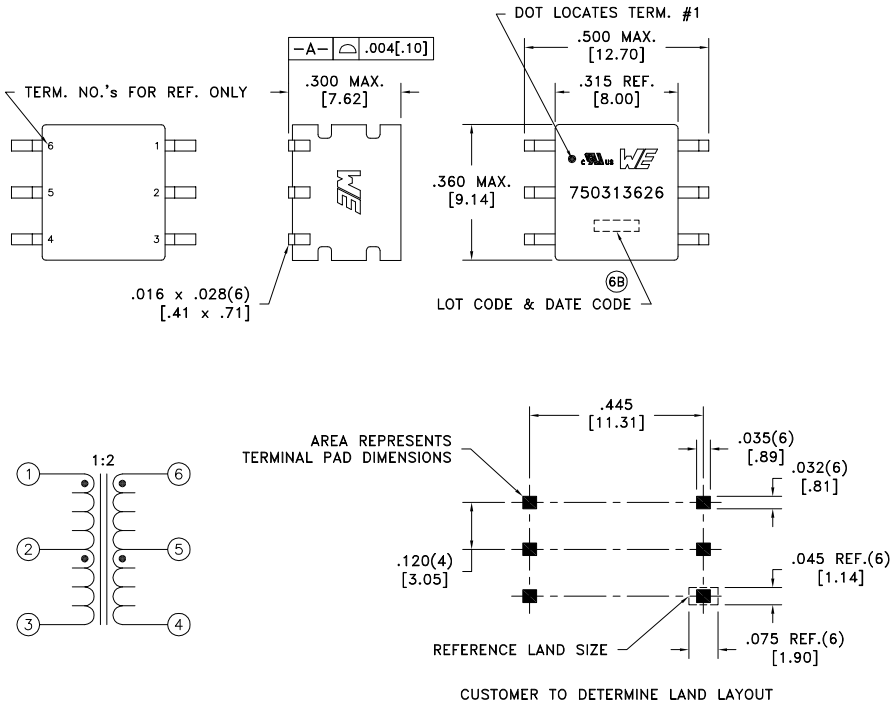 DOT LOCATES TERM. #1
-A- .004[.10]
.500 MAX.
[12.70]
.300 MAX.
[7.62]
.315 REF.
[8.00]
TERM. NO.'s FOR REF. ONLY
6 1
5 2
4 3
WE
.360 MAX.
[9.14]
c UL us WE
750313626
.016 x .028(6)
[.41 x .71]
6B
LOT CODE & DATE CODE
1:2
1 6
2 5
3 4
.445
[11.31]
AREA REPRESENTS
TERMINAL PAD DIMENSIONS
.035(6)
[.89]
.032(6)
[.81]
.120(4)
[3.05]
.045 REF.(6)
[1.14]
REFERENCE LAND SIZE
.075 REF.(6)
[1.90]
CUSTOMER TO DETERMINE LAND LAYOUT